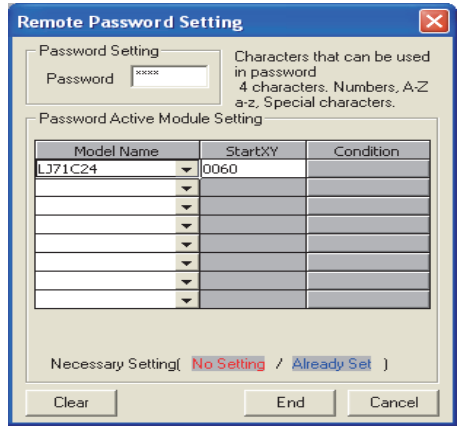 Remote Password Setting
Password Setting
Password ****
Characters that can be used
in password
4 characters. Numbers, A-Z
a-z, Special characters.
Password Active Module Setting
Model Name StartXY Condition
LJ71C24 0060
Necessary Setting( No Setting / Already Set )
Clear End Cancel